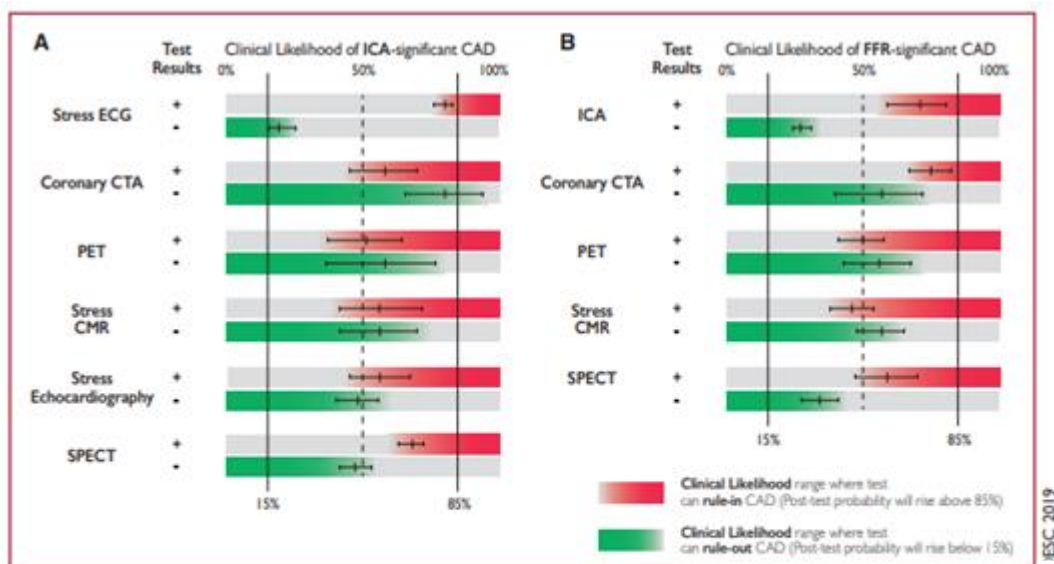 A
Test Results
Clinical Likelihood of ICA-significant CAD
0% 50% 100%
Stress ECG
+
-
Coronary CTA
+
-
PET
+
-
Stress CMR
+
-
Stress Echocardiography
+
-
SPECT
+
-
15% 85%
B
Test Results
Clinical Likelihood of FFR-significant CAD
0% 50% 100%
ICA
+
-
Coronary CTA
+
-
PET
+
-
Stress CMR
+
-
SPECT
+
-
15% 85%
Clinical Likelihood range where test
can rule-in CAD (Post-test probability will rise above 85%)
Clinical Likelihood range where test
can rule-out CAD (Post-test probability will rise below 15%)
ESC 2019